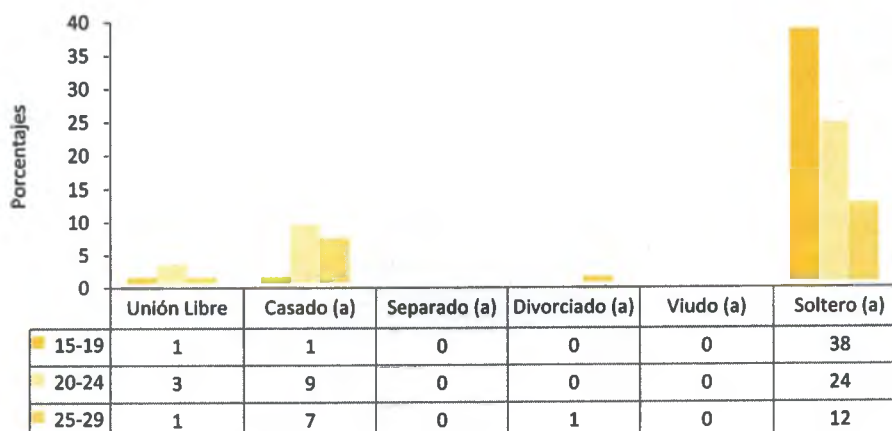 40
35
30
25
20
15
10
5
0
Porcentajes
Unión Libre Casado (a) Separado (a) Divorciado (a) Viudo (a) Soltero (a)
15-19 1 1 0 0 0 38
20-24 3 9 0 0 0 24
25-29 1 7 0 1 0 12